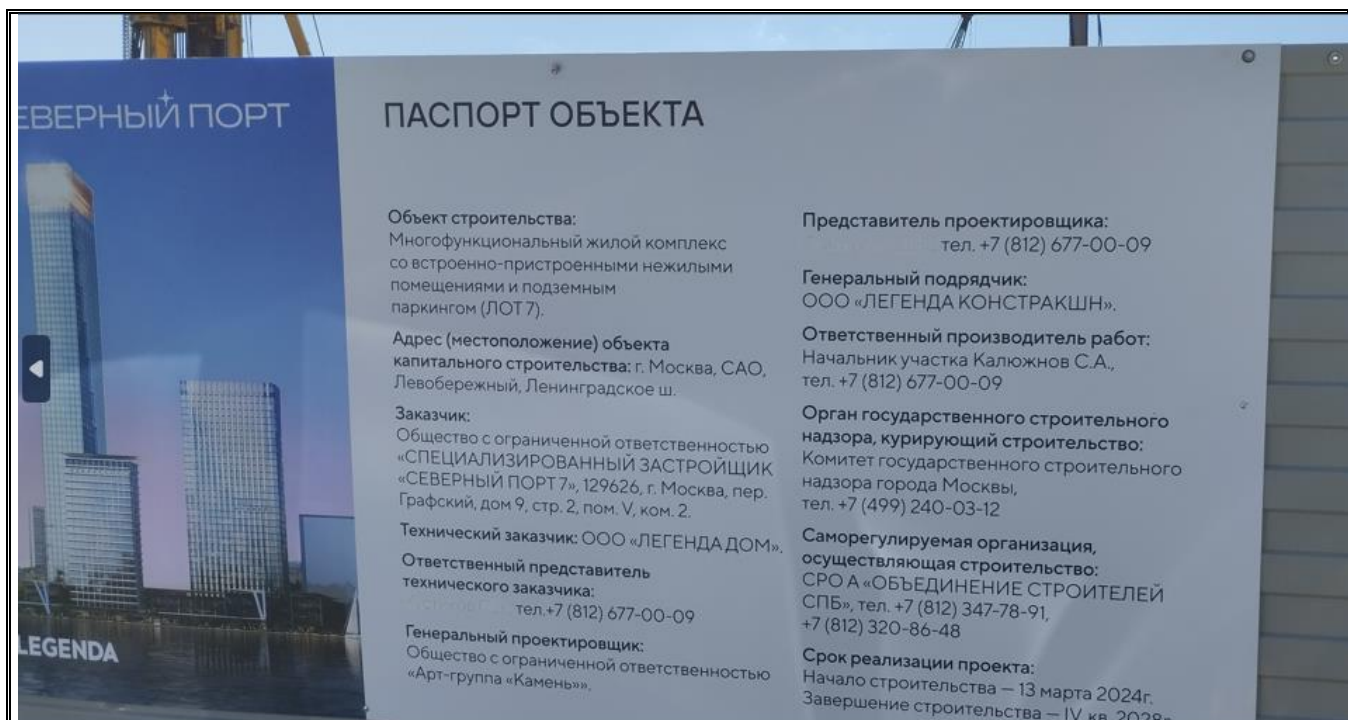 ЕВЕРНЫЙ ПОРТ
LEGENDA
ПАСПОРТ ОБЪЕКТА
Объект строительства:
Многофункциональный жилой комплекс
со встроенно-пристроенными нежилыми
помещениями и подземным
паркингом (ЛОТ 7).
Адрес (местоположение) объекта
капитального строительства: г. Москва, САО,
Левобережный, Ленинградское ш.
Заказчик:
Общество с ограниченной ответственностью
«СПЕЦИАЛИЗИРОВАННЫЙ ЗАСТРОЙЩИК
«СЕВЕРНЫЙ ПОРТ 7», 129626, г. Москва, пер.
Графский, дом 9, стр. 2, пом. V, ком. 2.
Технический заказчик: ООО «ЛЕГЕНДА ДОМ».
Ответственный представитель
технического заказчика:
тел.+7 (812) 677-00-09
Генеральный проектировщик:
Общество с ограниченной ответственностью
«Арт-группа «Камень»».
Представитель проектировщика:
тел. +7 (812) 677-00-09
Генеральный подрядчик:
ООО «ЛЕГЕНДА КОНСТРАКШН».
Ответственный производитель работ:
Начальник участка Калюжнов С.А.,
тел. +7 (812) 677-00-09
Орган государственного строительного
надзора, курирующий строительство:
Комитет государственного строительного
надзора города Москвы,
тел. +7 (499) 240-03-12
Саморегулируемая организация,
осуществляющая строительство:
СРО А «ОБЪЕДИНЕНИЕ СТРОИТЕЛЕЙ
СПБ», тел. +7 (812) 347-78-91,
+7 (812) 320-86-48
Срок реализации проекта:
Начало строительства – 13 марта 2024г.
Завершение строительства – IV кв. 2028г.